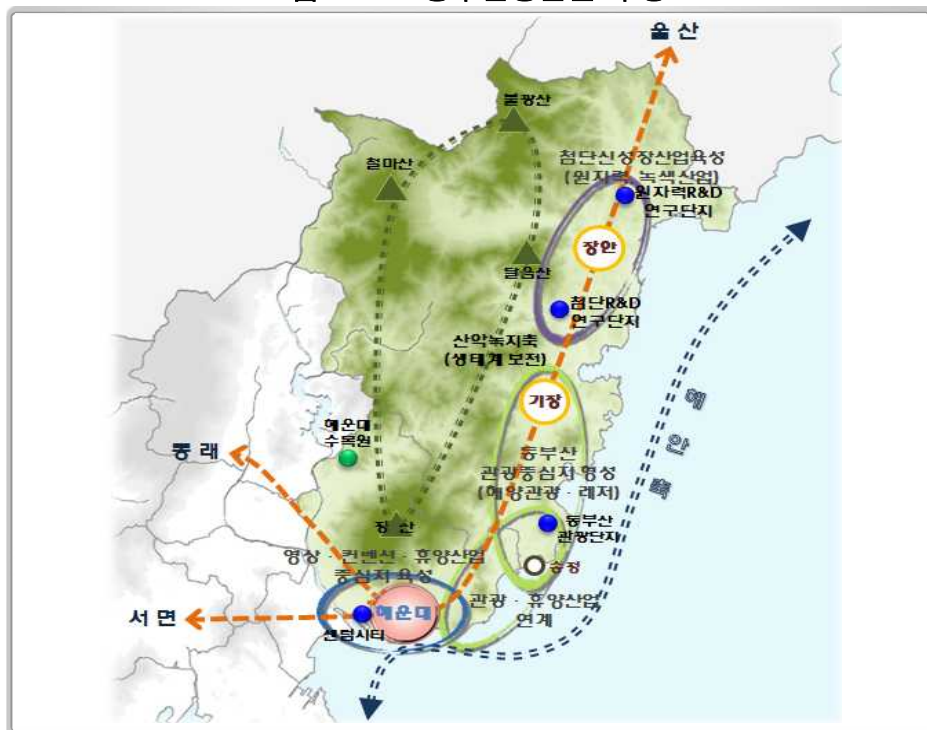 울산
불광산
철마산
첨단신성장산업육성
(원자력 녹색산업)
원자력R&D
연구단지
장안
달음산
첨단R&D
연구단지
산악녹지축
(생태계보전)
기장
해안축
해운대
수목원
동래
동부산
관광중심지형성
(해양관광·레저)
장산
동부산
관광단지
영상·컨벤션·휴양산업
중심지육성
송정
관광·휴양산업
연계
서면
해운대
센텀시티